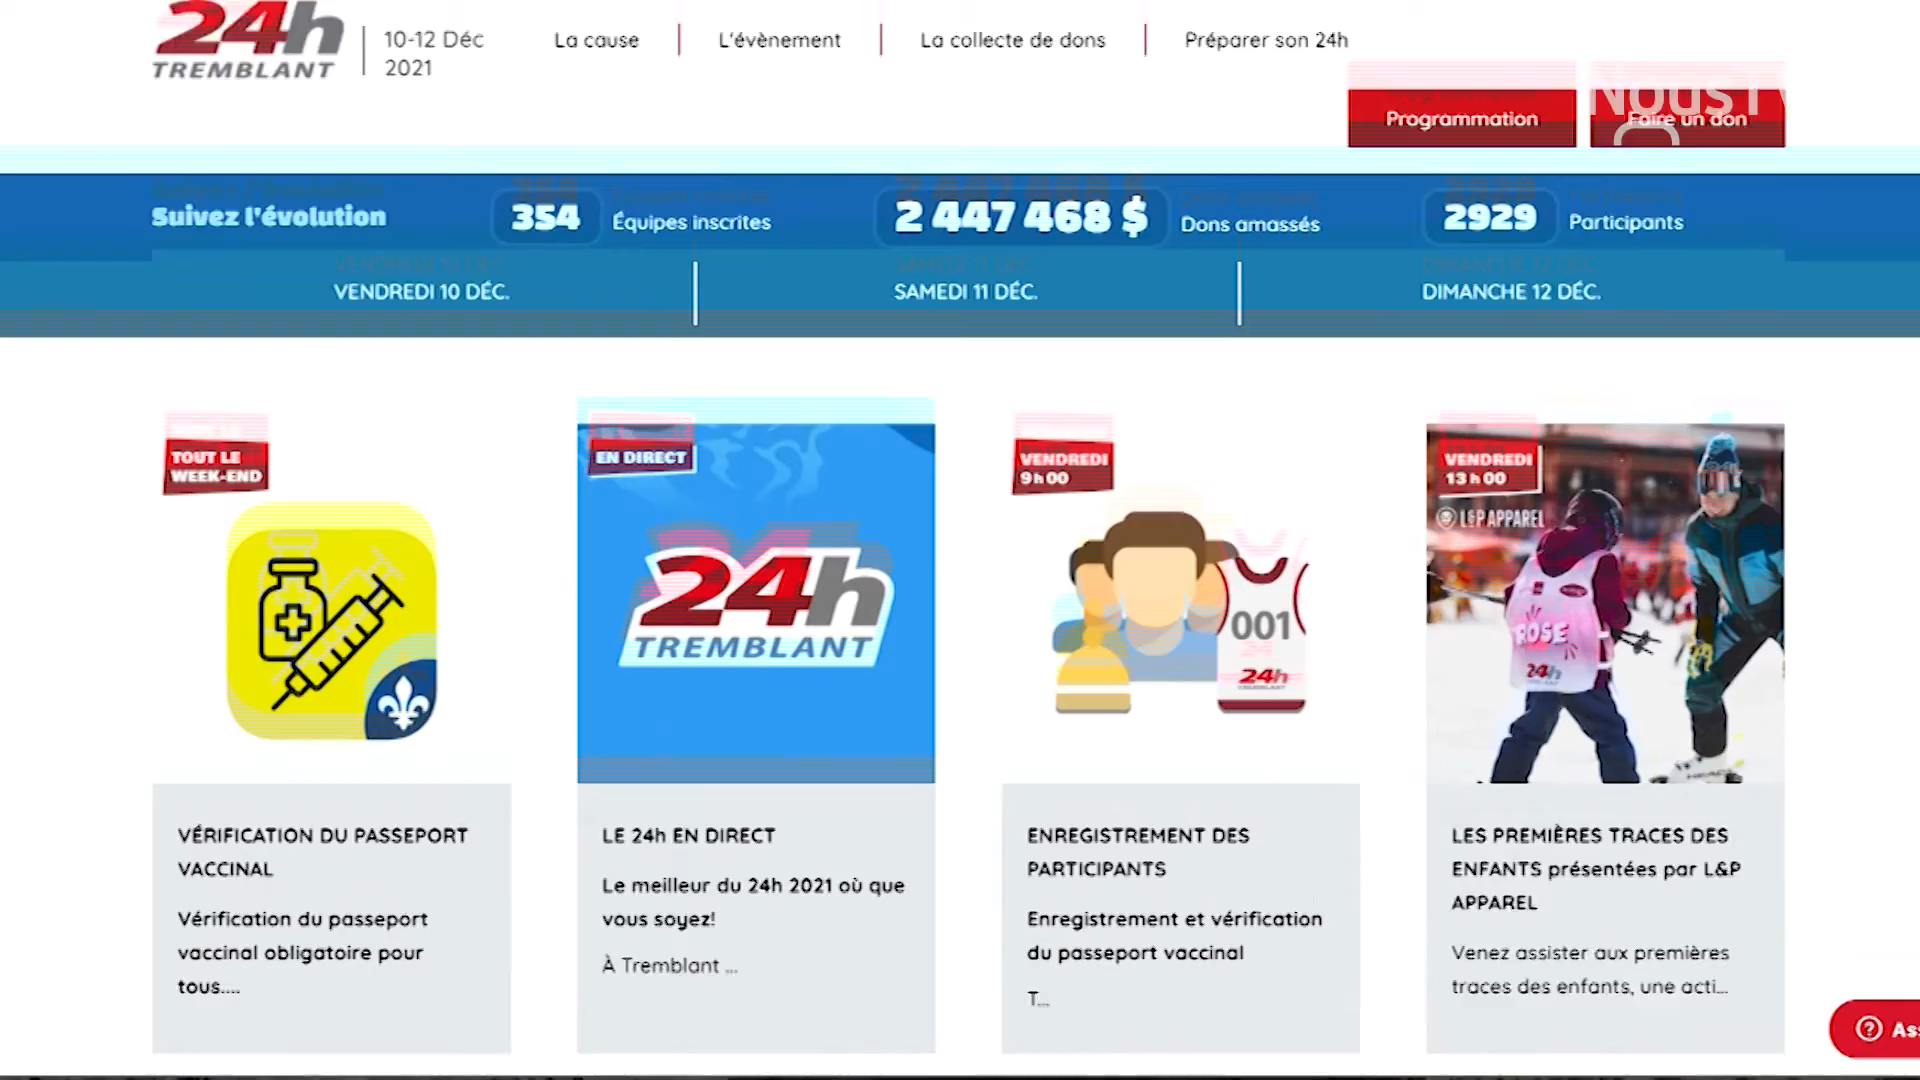 24h
TREMBLANT
10-12 Déc
2021
La cause
L'évènement
La collecte de dons
Préparer son 24h
Programmation
Faire un don
NousTV
Suivez l'évolution
354
Équipes inscrites
2 447 468 $
Dons amassés
2929
Participants
VENDREDI 10 DÉC.
SAMEDI 11 DÉC.
DIMANCHE 12 DÉC.
TOUT LE
WEEK-END
EN DIRECT
24h
TREMBLANT
VENDREDI
9h00
001
24h
TREMBLANT
VENDREDI
13h00
L&P APPAREL
ROSE
24h
VÉRIFICATION DU PASSEPORT
VACCINAL
Vérification du passeport
vaccinal obligatoire pour
tous....
LE 24h EN DIRECT
Le meilleur du 24h 2021 où que
vous soyez!
À Tremblant ...
ENREGISTREMENT DES
PARTICIPANTS
Enregistrement et vérification
du passeport vaccinal
T...
LES PREMIÈRES TRACES DES
ENFANTS présentées par L&P
APPAREL
Venez assister aux premières
traces des enfants, une acti...